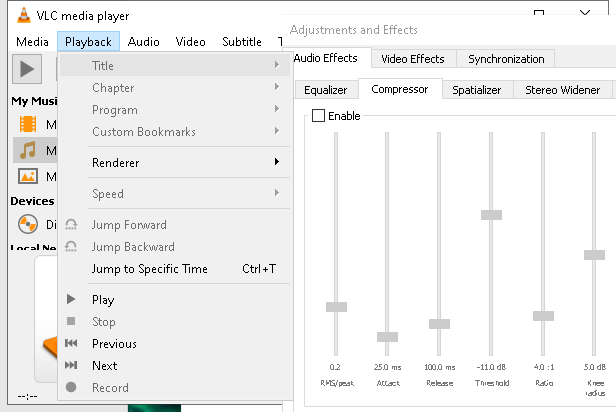 VLC media player
Media Playback Audio Video Subtitle
Title
Chapter
Program
Custom Bookmarks
Renderer
Speed
Jump Forward
Jump Backward
Jump to Specific Time Ctrl+T
Play
Stop
Previous
Next
Record
My Musi
M
M
M
Devices
Di
Local Ne
--:--
Adjustments and Effects
Audio Effects Video Effects Synchronization
Equalizer Compressor Spatializer Stereo Widener
Enable
0.2 25.0 ms 100.0 ms -11.0 dB 4.0 :1 5.0 dB
RMS/peak Attack Release Threshold Ratio Knee
radius